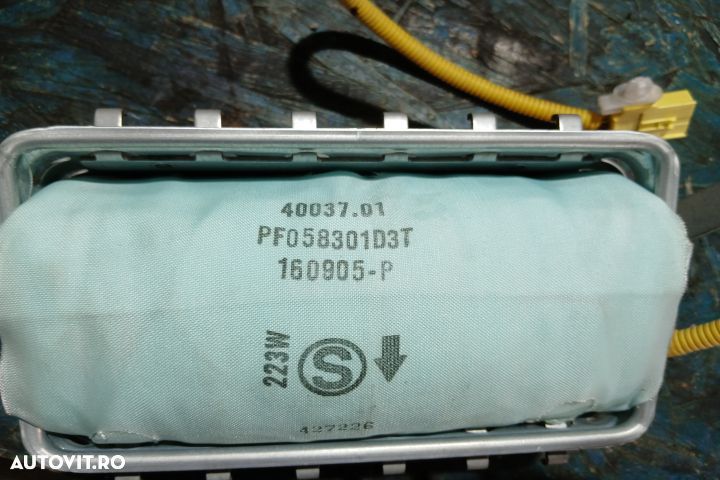 40037.01
PF058301D3T
160905-P
223W
S
427226
AUTOVIT.RO